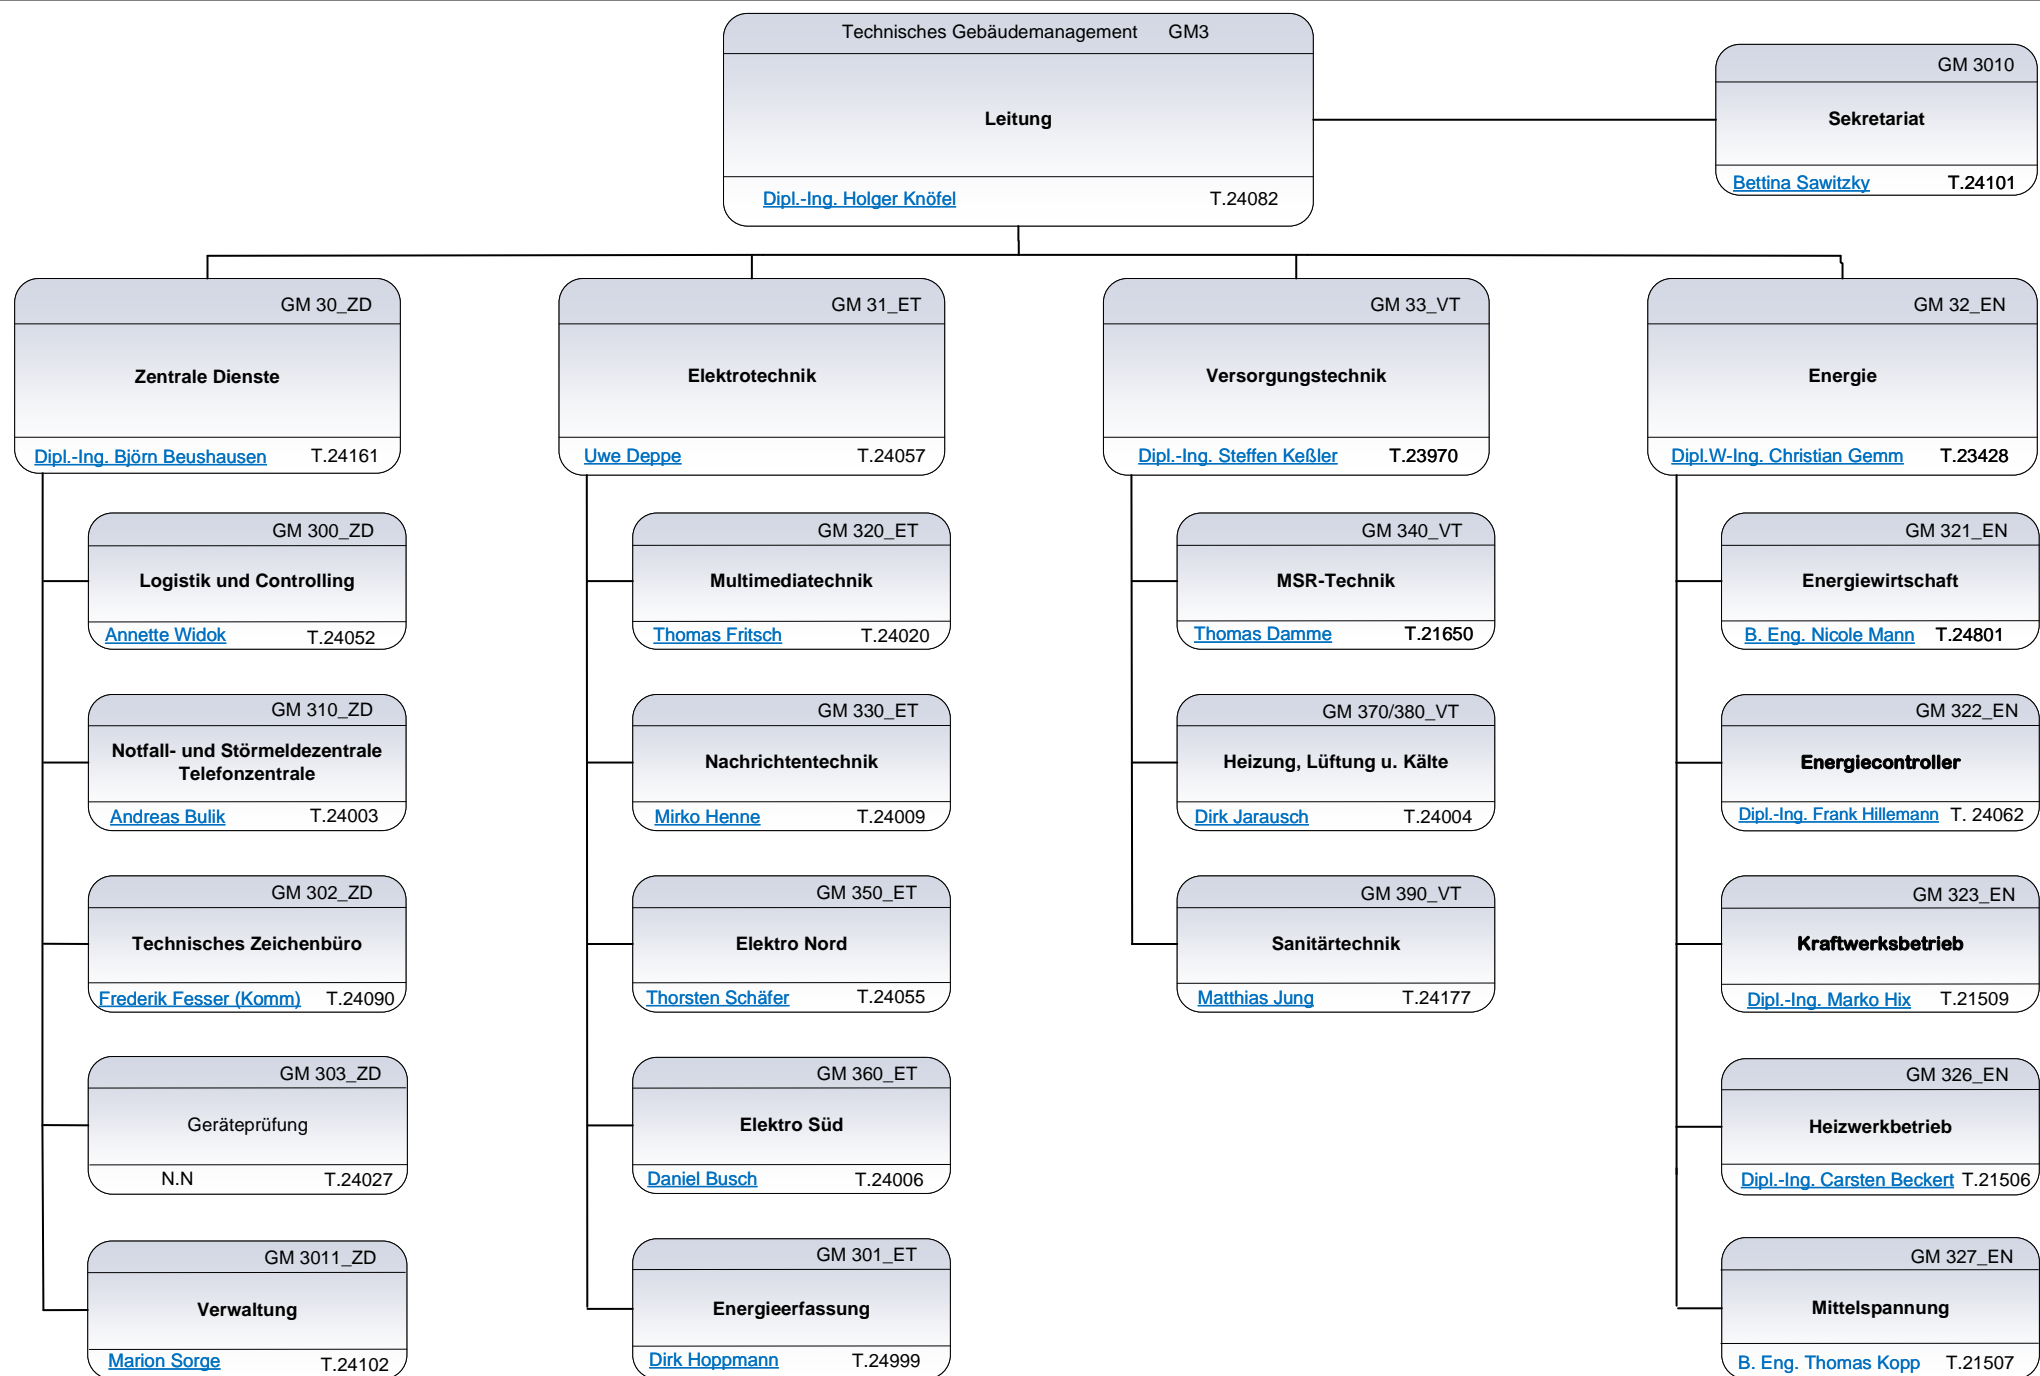 Technisches Gebäudemanagement GM3
Leitung
Dipl.-Ing. Holger Knöfel T.24082
GM 3010
Sekretariat
Bettina Sawitzky T.24101
GM 30_ZD
Zentrale Dienste
Dipl.-Ing. Björn Beushausen T.24161
GM 300_ZD
Logistik und Controlling
Annette Widok T.24052
GM 310_ZD
Notfall- und Störmeldezentrale
Telefonzentrale
Andreas Bulik T.24003
GM 302_ZD
Technisches Zeichenbüro
Frederik Fesser (Komm) T.24090
GM 303_ZD
Geräteprüfung
N.N T.24027
GM 3011_ZD
Verwaltung
Marion Sorge T.24102
GM 31_ET
Elektrotechnik
Uwe Deppe T.24057
GM 320_ET
Multimediatechnik
Thomas Fritsch T.24020
GM 330_ET
Nachrichtentechnik
Mirko Henne T.24009
GM 350_ET
Elektro Nord
Thorsten Schäfer T.24055
GM 360_ET
Elektro Süd
Daniel Busch T.24006
GM 301_ET
Energieerfassung
Dirk Hoppmann T.24999
GM 33_VT
Versorgungstechnik
Dipl.-Ing. Steffen Keßler T.23970
GM 340_VT
MSR-Technik
Thomas Damme T.21650
GM 370/380_VT
Heizung, Lüftung u. Kälte
Dirk Jarausch T.24004
GM 390_VT
Sanitärtechnik
Matthias Jung T.24177
GM 32_EN
Energie
Dipl.W-Ing. Christian Gemm T.23428
GM 321_EN
Energiewirtschaft
B. Eng. Nicole Mann T.24801
GM 322_EN
Energiecontroller
Dipl.-Ing. Frank Hillemann T. 24062
GM 323_EN
Kraftwerksbetrieb
Dipl.-Ing. Marko Hix T.21509
GM 326_EN
Heizwerkbetrieb
Dipl.-Ing. Carsten Beckert T.21506
GM 327_EN
Mittelspannung
B. Eng. Thomas Kopp T.21507